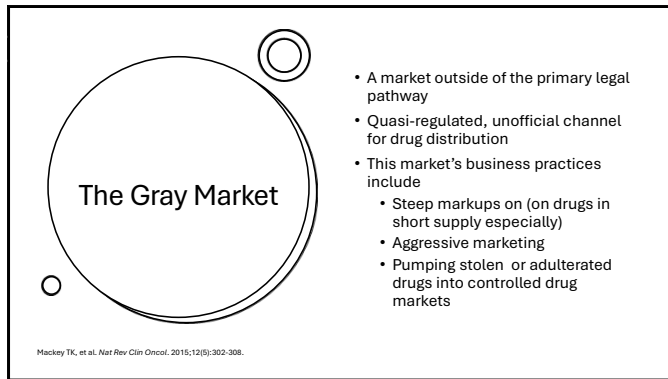 The Gray Market
• A market outside of the primary legal
pathway
• Quasi-regulated, unofficial channel
for drug distribution
• This market’s business practices
include
• Steep markups on (on drugs in
short supply especially)
• Aggressive marketing
• Pumping stolen or adulterated
drugs into controlled drug
markets
Mackey TK, et al. Nat Rev Clin Oncol. 2015;12(5):302-308.